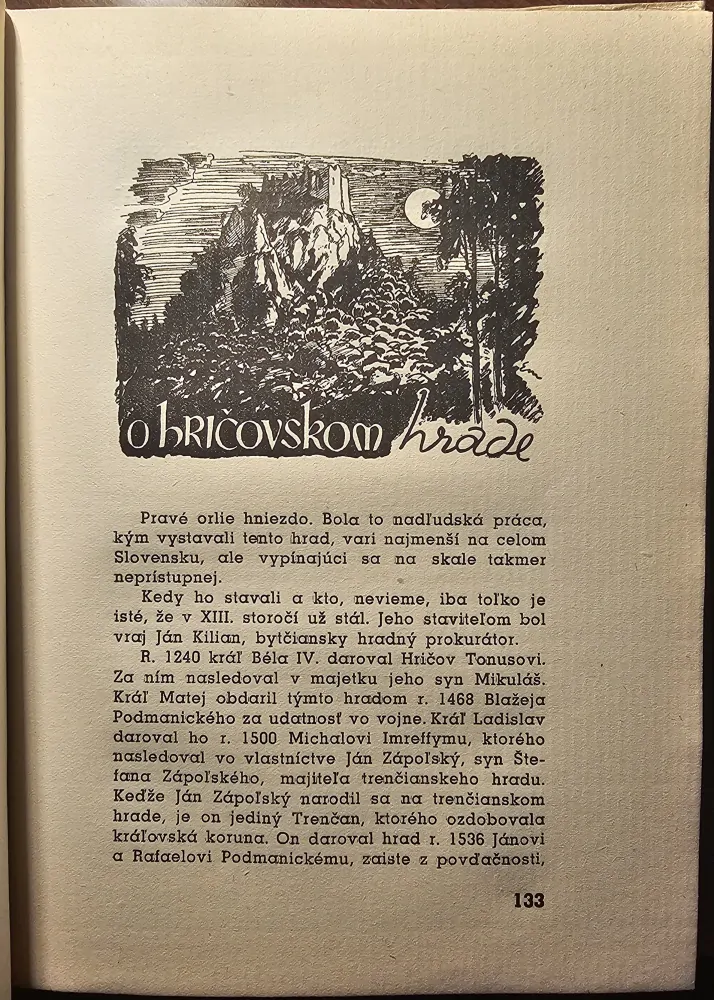 o hričovskom hrade
Pravé orlie hniezdo. Bola to nadľudská práca,
kým vystavali tento hrad, vari najmenší na celom
Slovensku, ale vypínajúci sa na skale takmer
neprístupnej.
Kedy ho stavali a kto, nevieme, iba toľko je
isté, že v XIII. storočí už stál. Jeho staviteľom bol
vraj Ján Kilian, bytčiansky hradný prokurátor.
R. 1240 kráľ Béla IV. daroval Hričov Tonusovi.
Za ním nasledoval v majetku jeho syn Mikuláš.
Kráľ Matej obdaril týmto hradom r. 1468 Blažeja
Podmanického za udatnosť vo vojne. Kráľ Ladislav
daroval ho r. 1500 Michalovi Imreffymu, ktorého
nasledoval vo vlastníctve Ján Zápoľský, syn Šte-
fana Zápoľského, majiteľa trenčianskeho hradu.
Keďže Ján Zápoľský narodil sa na trenčianskom
hrade, je on jediný Trenčan, ktorého ozdobovala
kráľovská koruna. On daroval hrad r. 1536 Jánovi
a Rafaelovi Podmanickému, zaiste z povďačnosti,
133